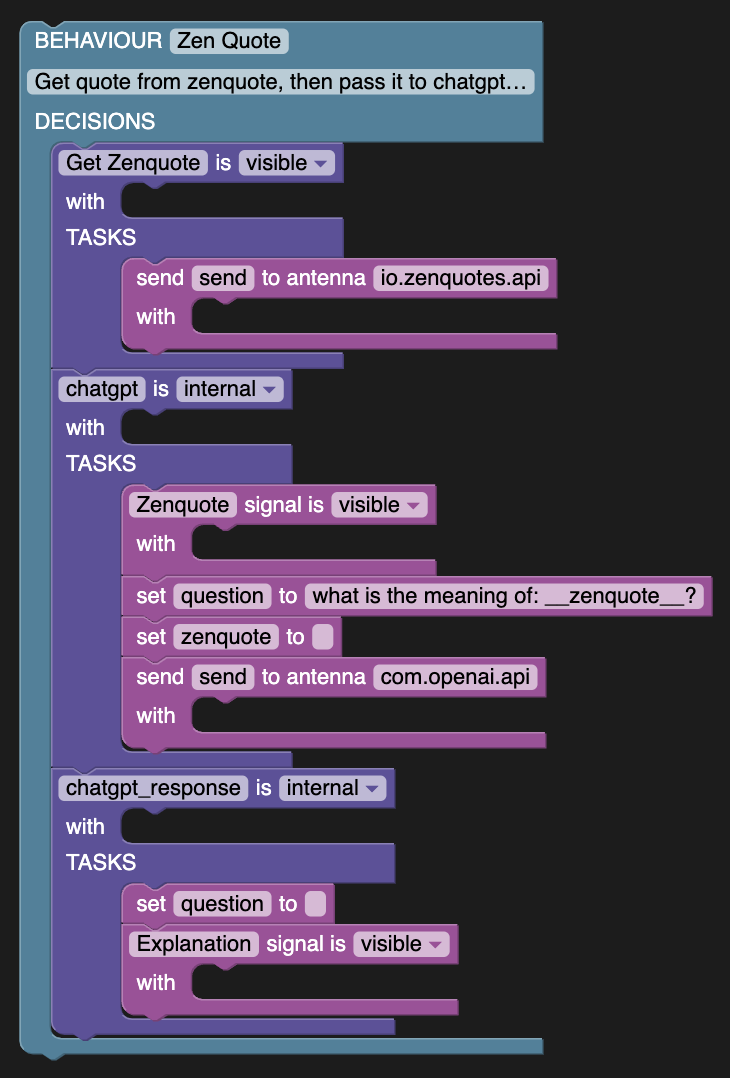 BEHAVIOUR Zen Quote
Get quote from zenquote, then pass it to chatgpt…
DECISIONS
Get Zenquote is visible
with
TASKS
send send to antenna io.zenquotes.api
with
chatgpt is internal
with
TASKS
Zenquote signal is visible
with
set question to what is the meaning of: __zenquote__?
set zenquote to
send send to antenna com.openai.api
with
chatgpt_response is internal
with
TASKS
set question to
Explanation signal is visible
with